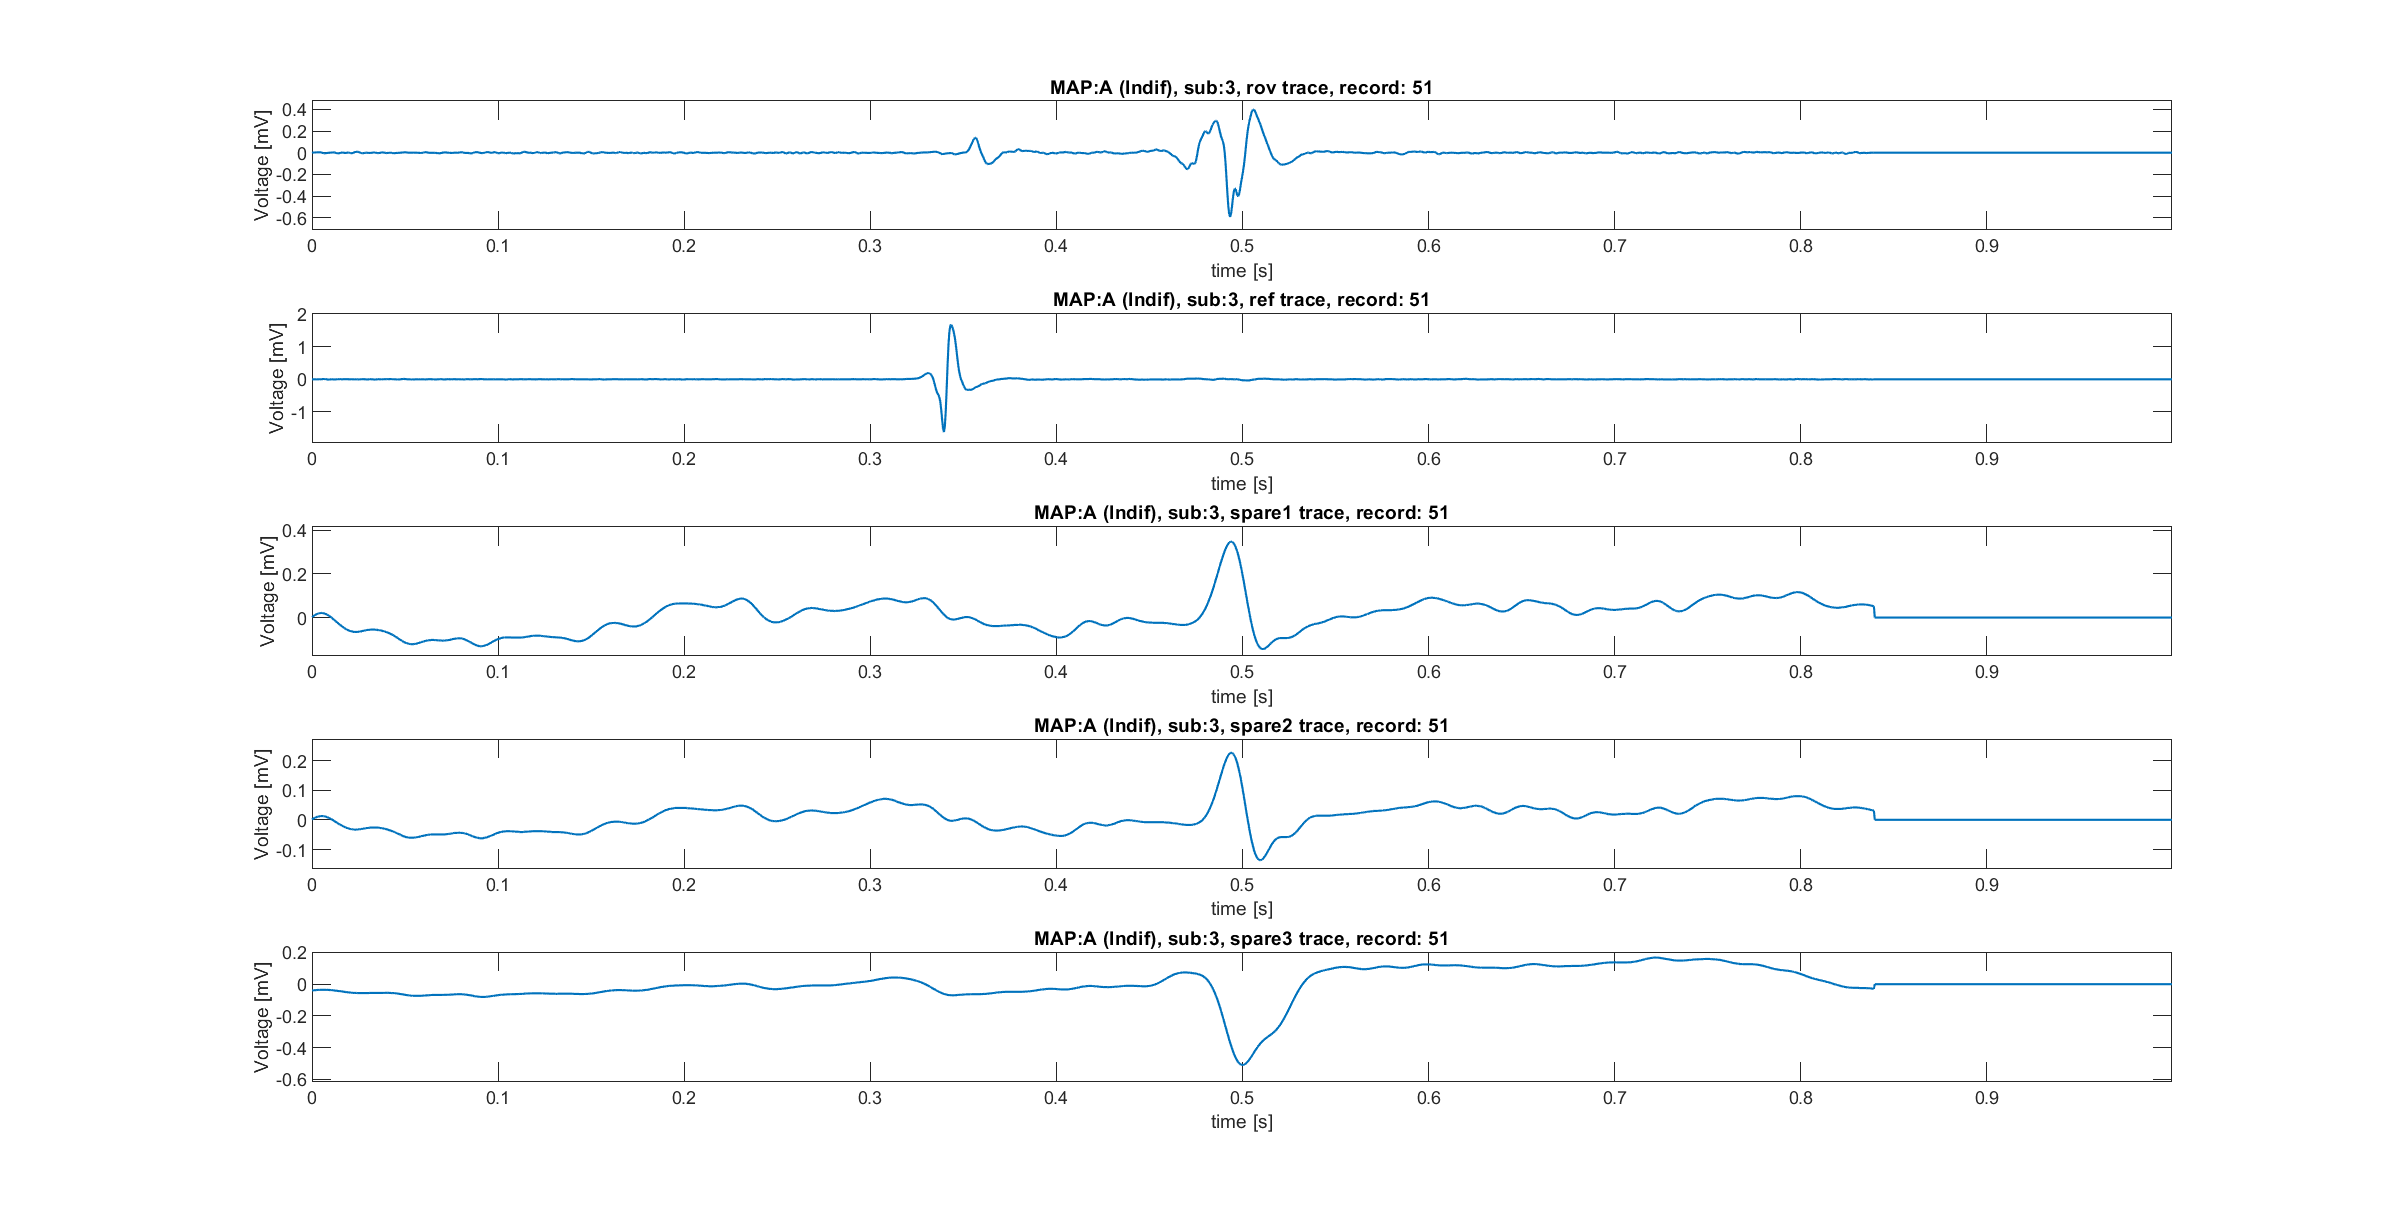 MAP:A (Indif), sub:3, rov trace, record: 51
Voltage [mV]
0.4
0.2
0
-0.2
-0.4
-0.6
0 0.1 0.2 0.3 0.4 0.5 0.6 0.7 0.8 0.9
time [s]
MAP:A (Indif), sub:3, ref trace, record: 51
Voltage [mV]
2
1
0
-1
0 0.1 0.2 0.3 0.4 0.5 0.6 0.7 0.8 0.9
time [s]
MAP:A (Indif), sub:3, spare1 trace, record: 51
Voltage [mV]
0.4
0.2
0
0 0.1 0.2 0.3 0.4 0.5 0.6 0.7 0.8 0.9
time [s]
MAP:A (Indif), sub:3, spare2 trace, record: 51
Voltage [mV]
0.2
0.1
0
-0.1
0 0.1 0.2 0.3 0.4 0.5 0.6 0.7 0.8 0.9
time [s]
MAP:A (Indif), sub:3, spare3 trace, record: 51
Voltage [mV]
0.2
0
-0.2
-0.4
-0.6
0 0.1 0.2 0.3 0.4 0.5 0.6 0.7 0.8 0.9
time [s]